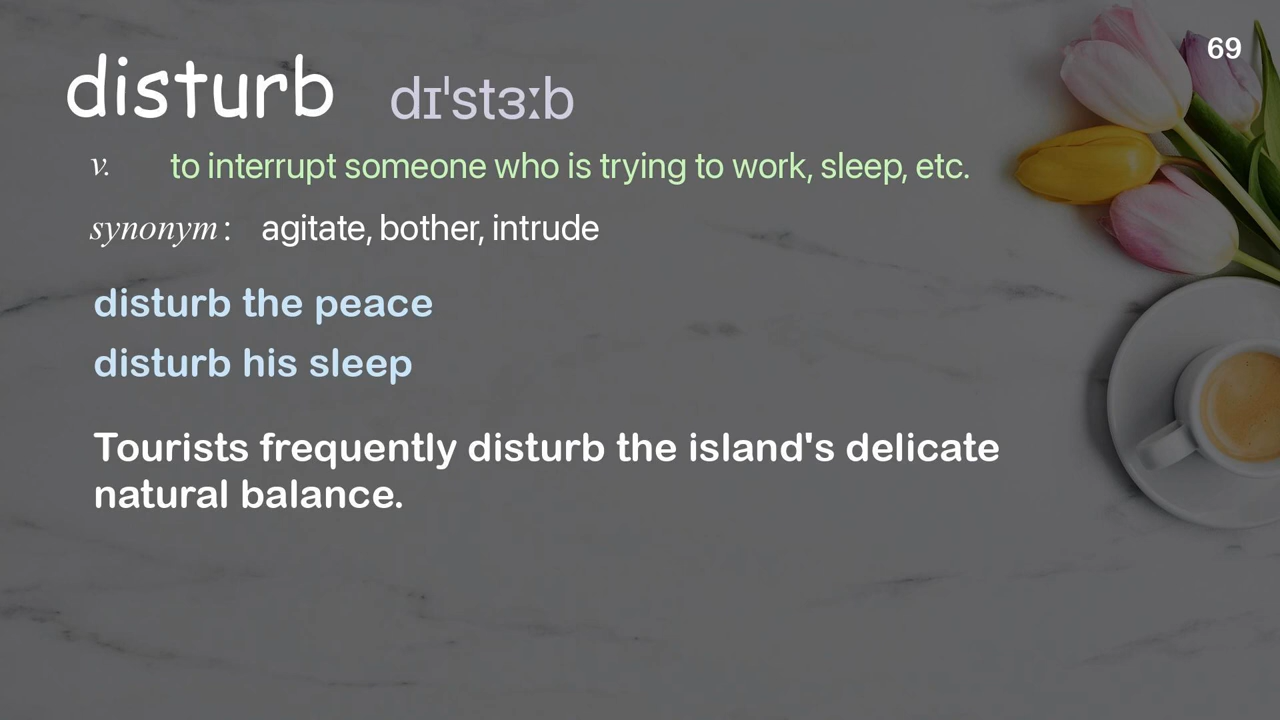 69
disturb dɪˈstɜːb
v. to interrupt someone who is trying to work, sleep, etc.
synonym: agitate, bother, intrude
disturb the peace
disturb his sleep
Tourists frequently disturb the island's delicate
natural balance.